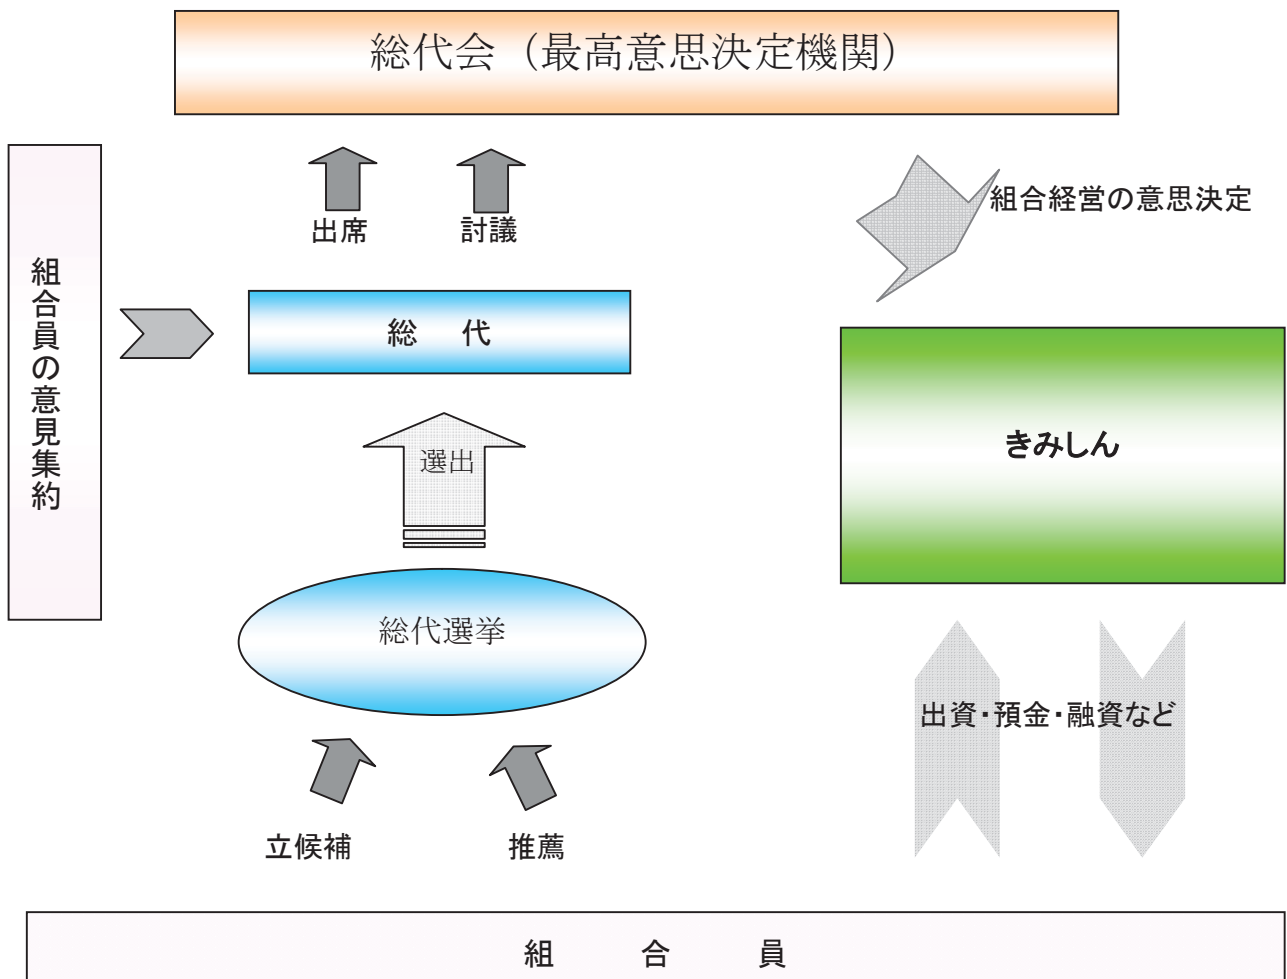 総代会（最高意思決定機関）
出席
討議
組合経営の意思決定
組合員の意見集約
総　代
きみしん
選出
総代選挙
出資・預金・融資など
立候補
推薦
組　合　員